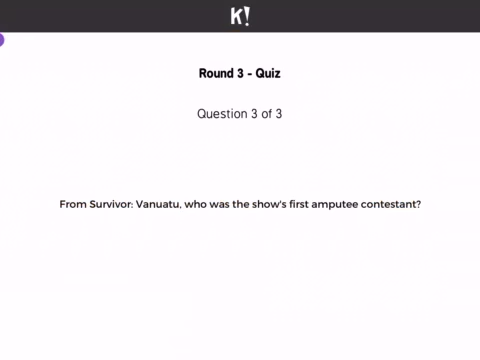 K!
Round 3 - Quiz
Question 3 of 3
From Survivor: Vanuatu, who was the show's first amputee contestant?